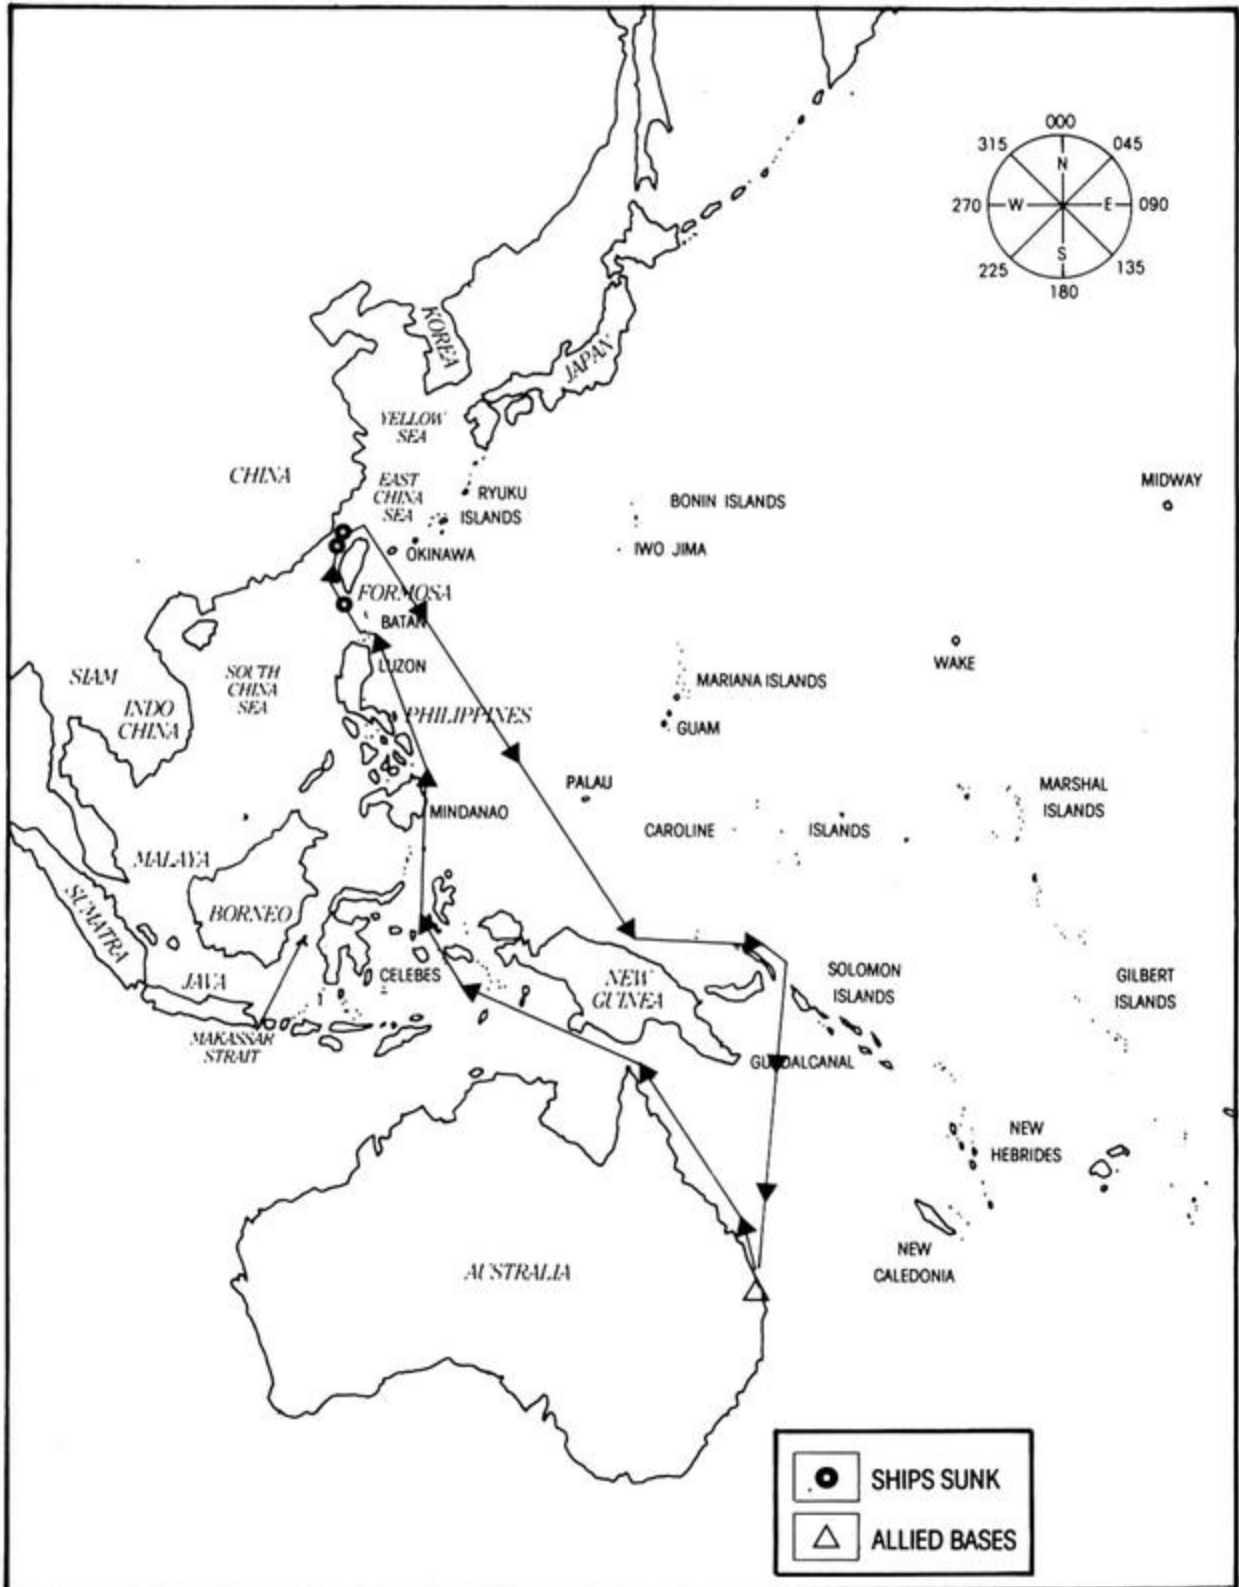 000
315
045
N
270
W
E
090
S
225
135
180
KOREA
JAPAN
YELLOW
SEA
CHINA
EAST
CHINA
SEA
RYUKU
ISLANDS
BONIN ISLANDS
MIDWAY
OKINAWA
IWO JIMA
FORMOSA
BATAN
LUZON
WAKE
SIAM
SOUTH
CHINA
SEA
MARIANA ISLANDS
INDO
CHINA
PHILIPPINES
GUAM
PALAU
MARSHAL
ISLANDS
MINDANAO
CAROLINE
ISLANDS
MALAYA
SUMATRA
BORNEO
JAVA
CELEBES
NEW
GUINEA
SOLOMON
ISLANDS
GILBERT
ISLANDS
MAKASSAR
STRAIT
GUADALCANAL
NEW
HEBRIDES
AUSTRALIA
NEW
CALEDONIA
SHIPS SUNK
ALLIED BASES